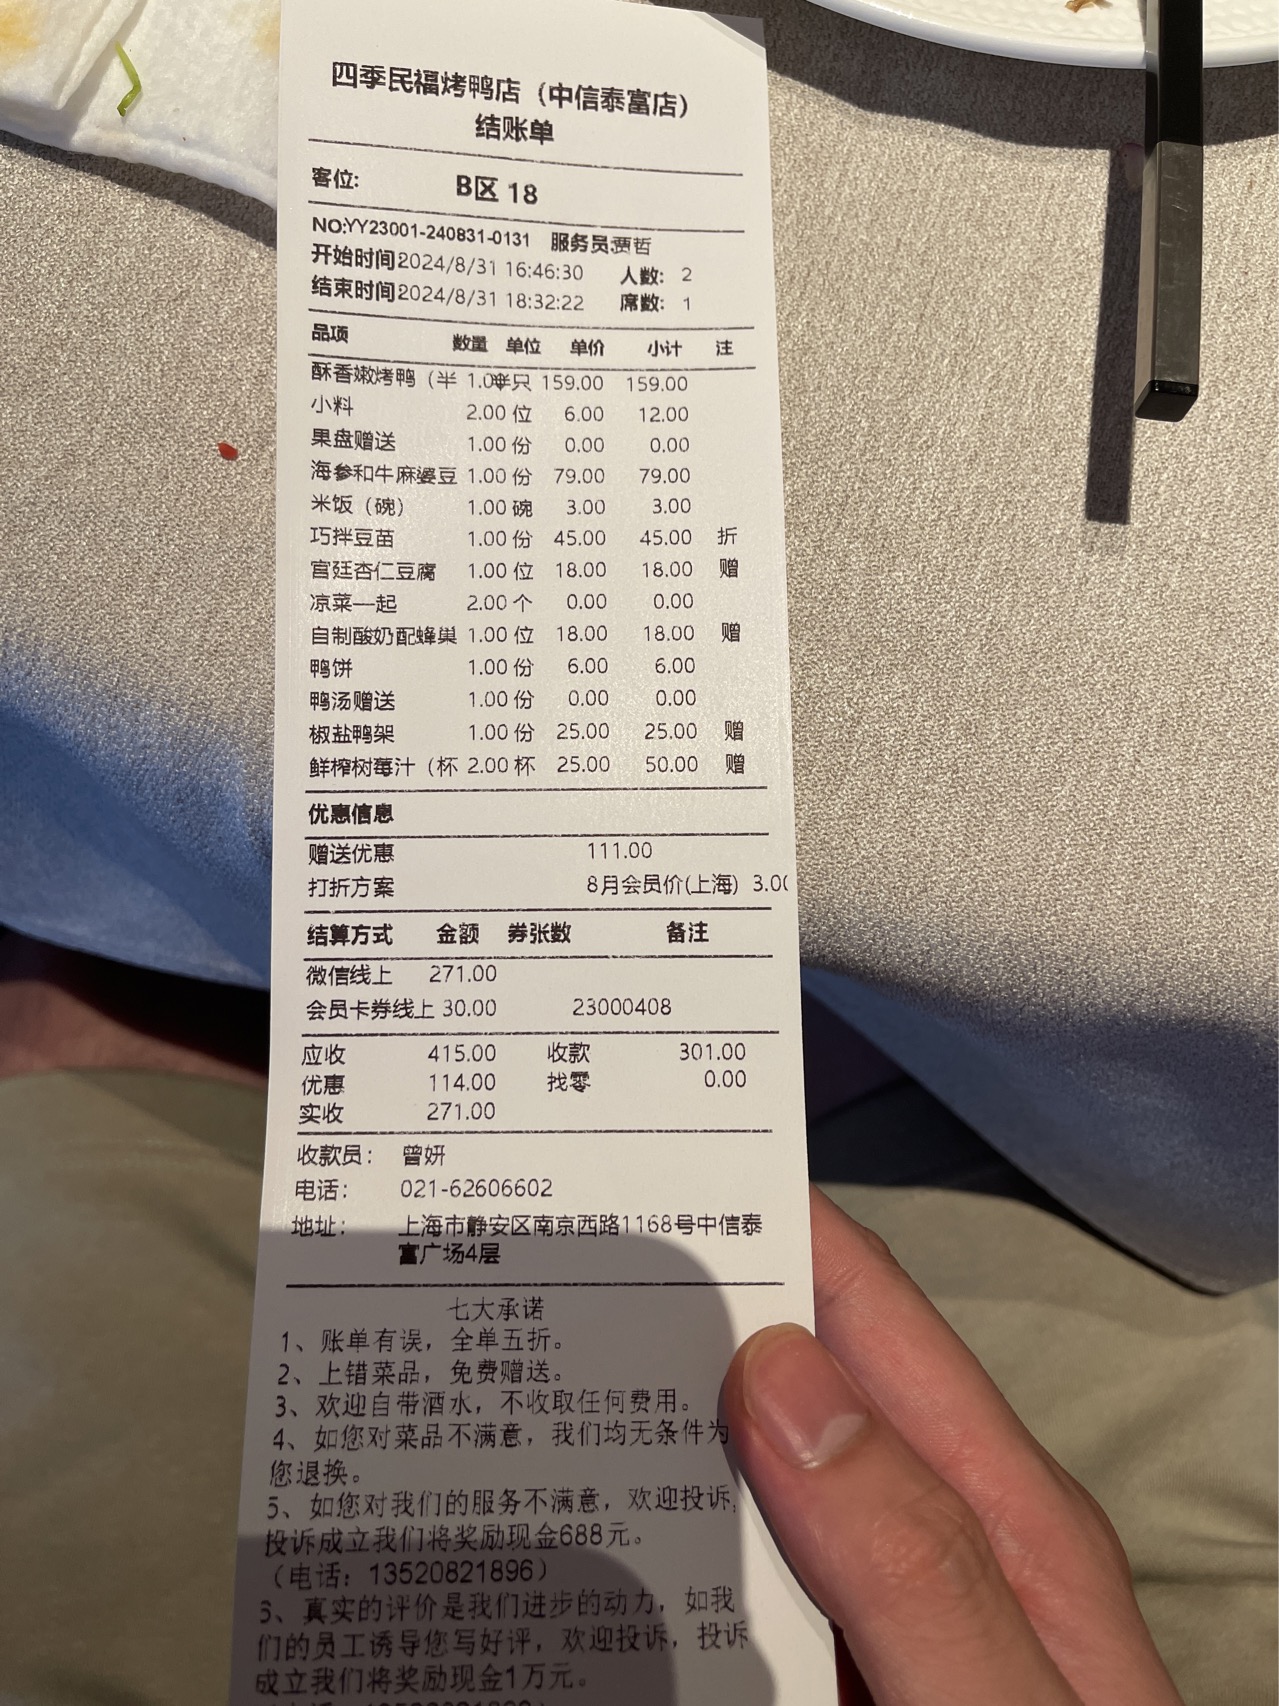 四季民福烤鸭店（中信泰富店）
结账单
客位: B区 18
NO:YY23001-240831-0131 服务员:贾哲
开始时间2024/8/31 16:46:30 人数: 2
结束时间2024/8/31 18:32:22 席数: 1
品项 数量 单位 单价 小计 注
酥香嫩烤鸭（半 1.00半只 159.00 159.00
小料 2.00 位 6.00 12.00
果盘赠送 1.00 份 0.00 0.00
海参和牛麻婆豆 1.00 份 79.00 79.00
米饭（碗） 1.00 碗 3.00 3.00
巧拌豆苗 1.00 份 45.00 45.00 折
宫廷杏仁豆腐 1.00 位 18.00 18.00 赠
凉菜一起 2.00 个 0.00 0.00
自制酸奶配蜂巢 1.00 位 18.00 18.00 赠
鸭饼 1.00 份 6.00 6.00
鸭汤赠送 1.00 份 0.00 0.00
椒盐鸭架 1.00 份 25.00 25.00 赠
鲜榨树莓汁（杯 2.00 杯 25.00 50.00 赠
优惠信息
赠送优惠 111.00
打折方案 8月会员价(上海) 3.00
结算方式 金额 券张数 备注
微信线上 271.00
会员卡券线上 30.00 23000408
应收 415.00 收款 301.00
优惠 114.00 找零 0.00
实收 271.00
收款员： 曾妍
电话： 021-62606602
地址： 上海市静安区南京西路1168号中信泰
富广场4层
七大承诺
1、账单有误，全单五折。
2、上错菜品，免费赠送。
3、欢迎自带酒水，不收取任何费用。
4、如您对菜品不满意，我们均无条件为
您退换。
5、如您对我们的服务不满意，欢迎投诉，
投诉成立我们将奖励现金688元。
（电话：13520821896）
6、真实的评价是我们进步的动力，如我
们的员工诱导您写好评，欢迎投诉，投诉
成立我们将奖励现金1万元。